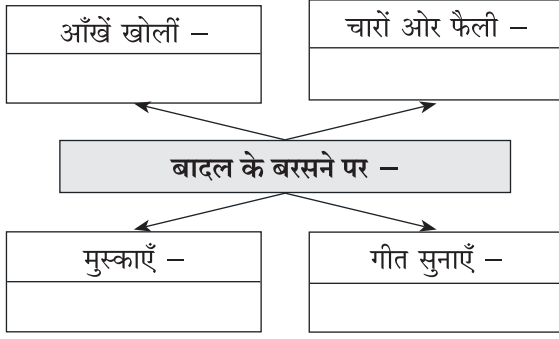 आँखें खोलीं –
चारों ओर फैली –
बादल के बरसने पर –
मुस्काएँ –
गीत सुनाएँ –